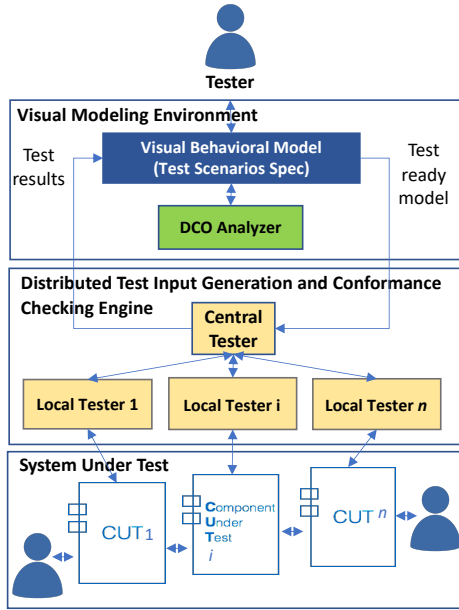 Tester
Visual Modeling Environment
Test
results
Visual Behavioral Model
(Test Scenarios Spec)
Test
ready
model
DCO Analyzer
Distributed Test Input Generation and Conformance
Checking Engine
Central
Tester
Local Tester 1
Local Tester i
Local Tester n
System Under Test
CUT1
Component
Under
Test
i
CUT n